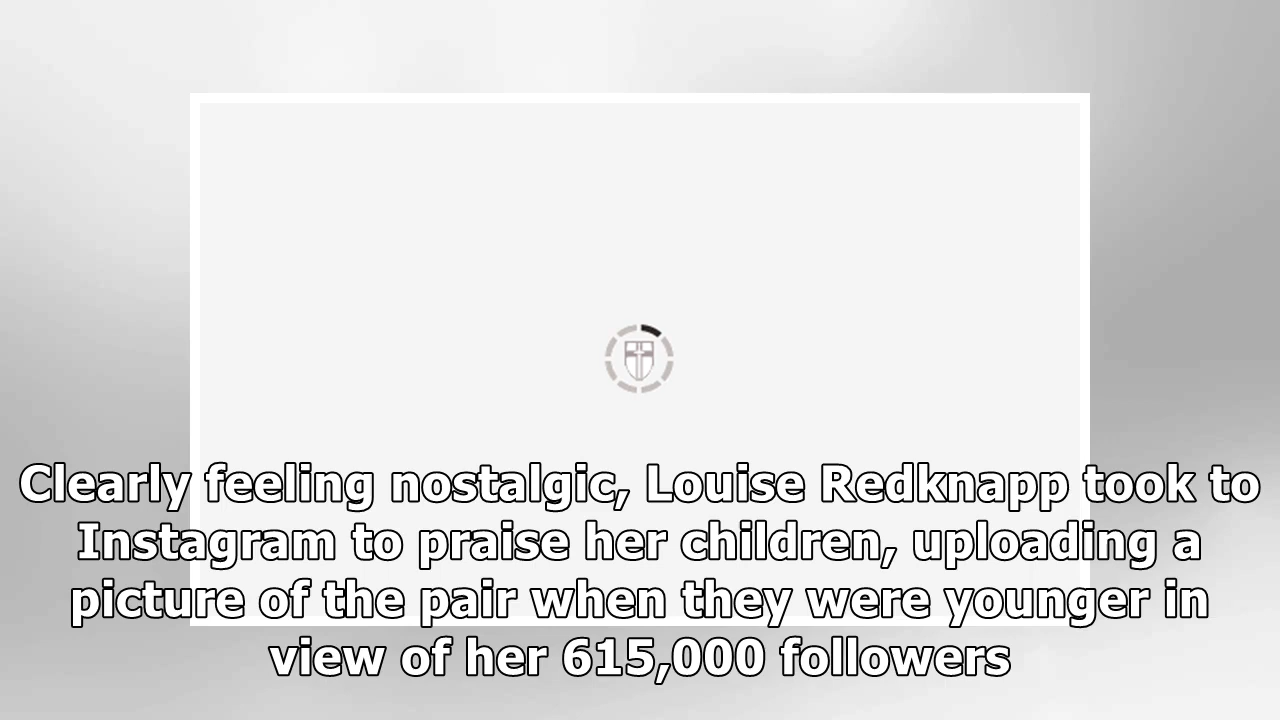 Clearly feeling nostalgic, Louise Redknapp took to
Instagram to praise her children, uploading a
picture of the pair when they were younger in
view of her 615,000 followers